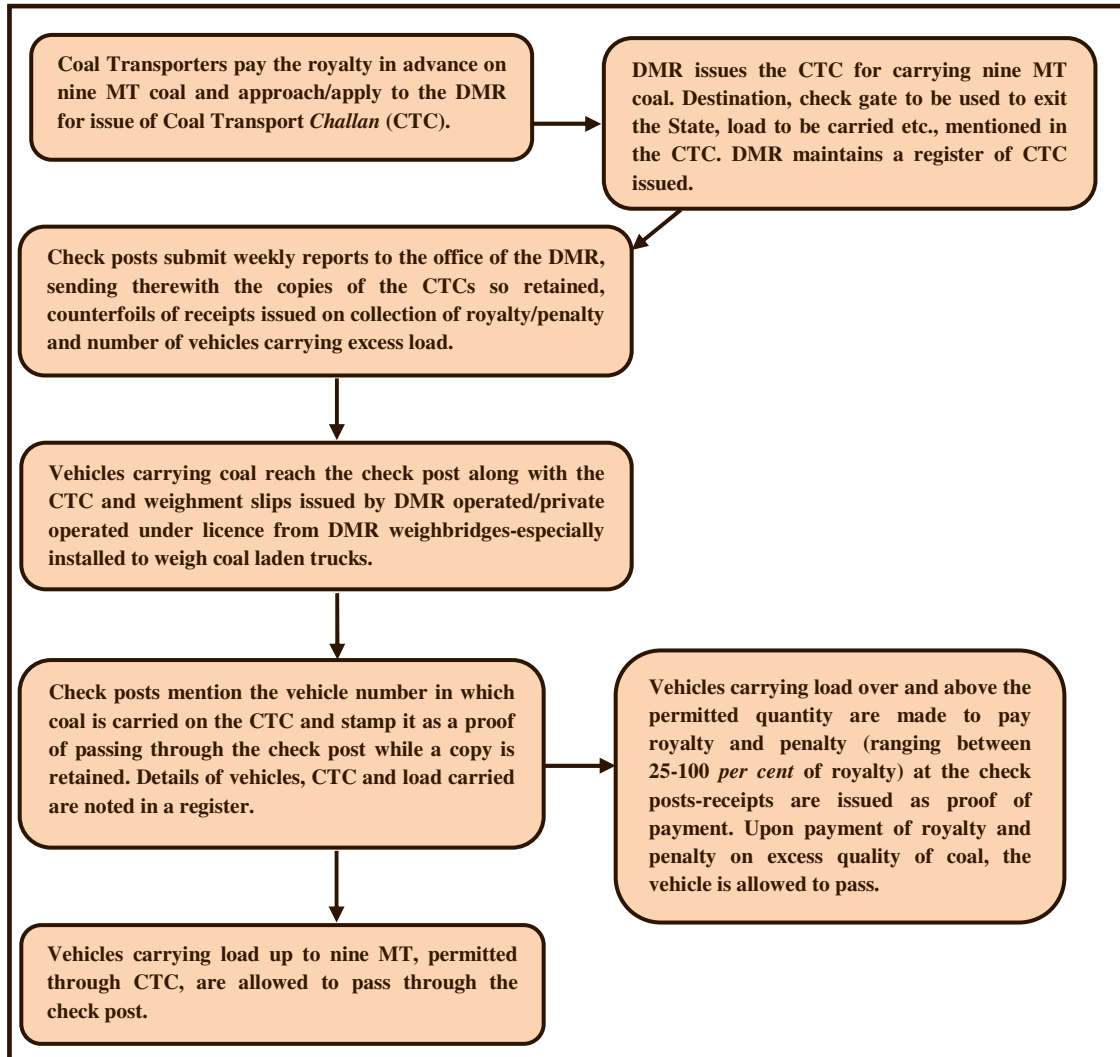 Coal Transporters pay the royalty in advance on
nine MT coal and approach/apply to the DMR
for issue of Coal Transport Challan (CTC).
DMR issues the CTC for carrying nine MT
coal. Destination, check gate to be used to exit
the State, load to be carried etc., mentioned in
the CTC. DMR maintains a register of CTC
issued.
Check posts submit weekly reports to the office of the DMR,
sending therewith the copies of the CTCs so retained,
counterfoils of receipts issued on collection of royalty/penalty
and number of vehicles carrying excess load.
Vehicles carrying coal reach the check post along with the
CTC and weighment slips issued by DMR operated/private
operated under licence from DMR weighbridges-especially
installed to weigh coal laden trucks.
Check posts mention the vehicle number in which
coal is carried on the CTC and stamp it as a proof
of passing through the check post while a copy is
retained. Details of vehicles, CTC and load carried
are noted in a register.
Vehicles carrying load over and above the
permitted quantity are made to pay
royalty and penalty (ranging between
25-100 per cent of royalty) at the check
posts-receipts are issued as proof of
payment. Upon payment of royalty and
penalty on excess quality of coal, the
vehicle is allowed to pass.
Vehicles carrying load up to nine MT, permitted
through CTC, are allowed to pass through the
check post.